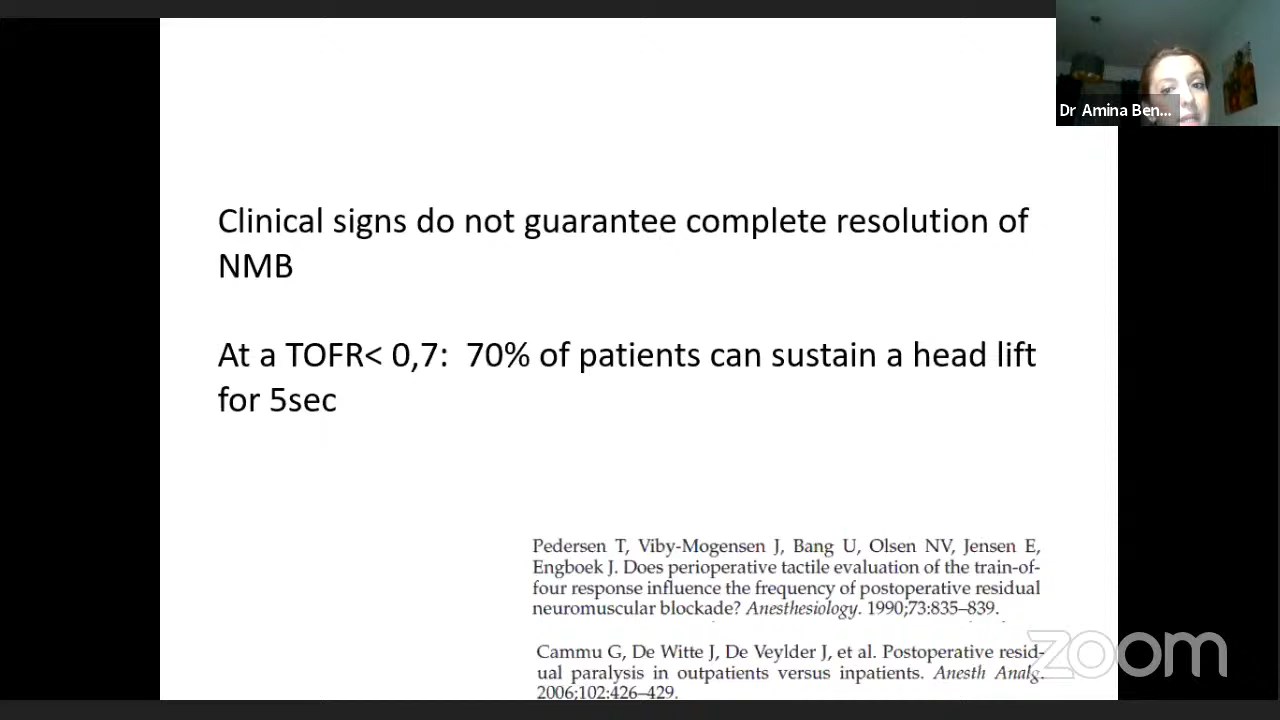 Dr Amina Ben...
Clinical signs do not guarantee complete resolution of
NMB
At a TOFR< 0,7:  70% of patients can sustain a head lift
for 5sec
Pedersen T, Viby-Mogensen J, Bang U, Olsen NV, Jensen E,
Engboek J. Does perioperative tactile evaluation of the train-of-
four response influence the frequency of postoperative residual
neuromuscular blockade? Anesthesiology. 1990;73:835–839.
Cammu G, De Witte J, De Veylder J, et al. Postoperative resid-
ual paralysis in outpatients versus inpatients. Anesth Analg.
2006;102:426–429.
zoom